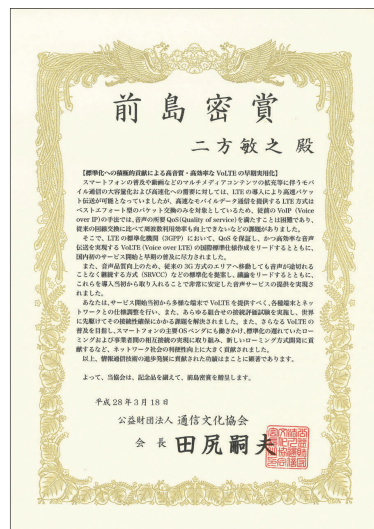 前島密賞
二方敏之 殿
【標準化への積極的貢献による高音質・高効率な VoLTE の早期実用化】
スマートフォンの普及や動画などのマルチメディアコンテンツの拡充等に伴うモバ
イル通信の大容量化および高速化への需要に対しては、LTE の導入により高速パケッ
ト伝送が可能となっていましたが、高速なモバイルデータ通信を提供する LTE 方式は
ベストエフォート型のパケット交換のみを対象としているため、従前の VoIP (Voice
over IP) の手法では、音声の所要 QoS (Quality of service) を満たすことは困難であり、
従来の回線交換に比べて周波数利用効率も向上できないなどの課題がありました。
そこで、LTE の標準化機関 (3GPP) において、QoS を保証し、かつ高効率な音声
伝送を実現する VoLTE (Voice over LTE) の国際標準仕様作成をリードするとともに、
国内初のサービス開始と早期の普及に尽力されました。
また、音声品質向上のため、従来の 3G 方式のエリアへ移動しても音声が途切れる
ことなく継続する方式 (SRVCC) などの標準化を提案し、議論をリードするとともに、
これらを導入当初から取り入れることで非常に安定した音声サービスの提供を実現さ
れました。
あなたは、サービス開始当初から多様な端末で VoLTE を提供すべく、各種端末とネッ
トワークとの仕様調整を行い、また、あらゆる組合せの接続評価試験を実施し、世界
に先駆けてその接続性確保にかかる課題を解決されました。また、さらなる VoLTE の
普及を目指し、スマートフォンの主要 OS ベンダにも働きかけ、標準化の遅れていたロー
ミングおよび事業者間の相互接続の実現に取り組み、新しいローミング方式開発に貢
献するなど、ネットワーク社会の利便性向上に大きく貢献されました。
以上、情報通信技術の進歩発展に貢献された功績はまことに顕著であります。
よって、当協会は、記念品を副えて、前島密賞を贈呈します。
平成28年3月18日
公益財団法人 通信文化協会
会長 田尻嗣夫